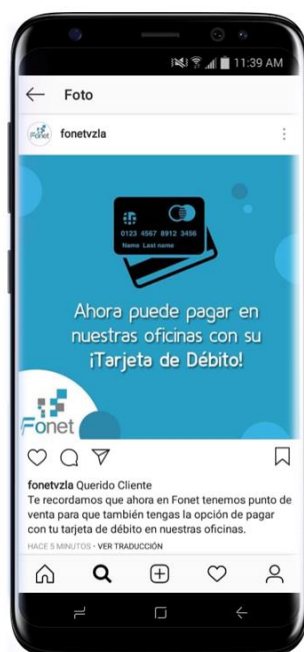 11:39 AM
Foto
Fonet
fonetvzla
0123 4567 8912 3456
Name Last name
Ahora puede pagar en
nuestras oficinas con su
¡Tarjeta de Débito!
Fonet
fonetvzla Querido Cliente
Te recordamos que ahora en Fonet tenemos punto de
venta para que también tengas la opción de pagar
con tu tarjeta de débito en nuestras oficinas.
HACE 5 MINUTOS • VER TRADUCCIÓN